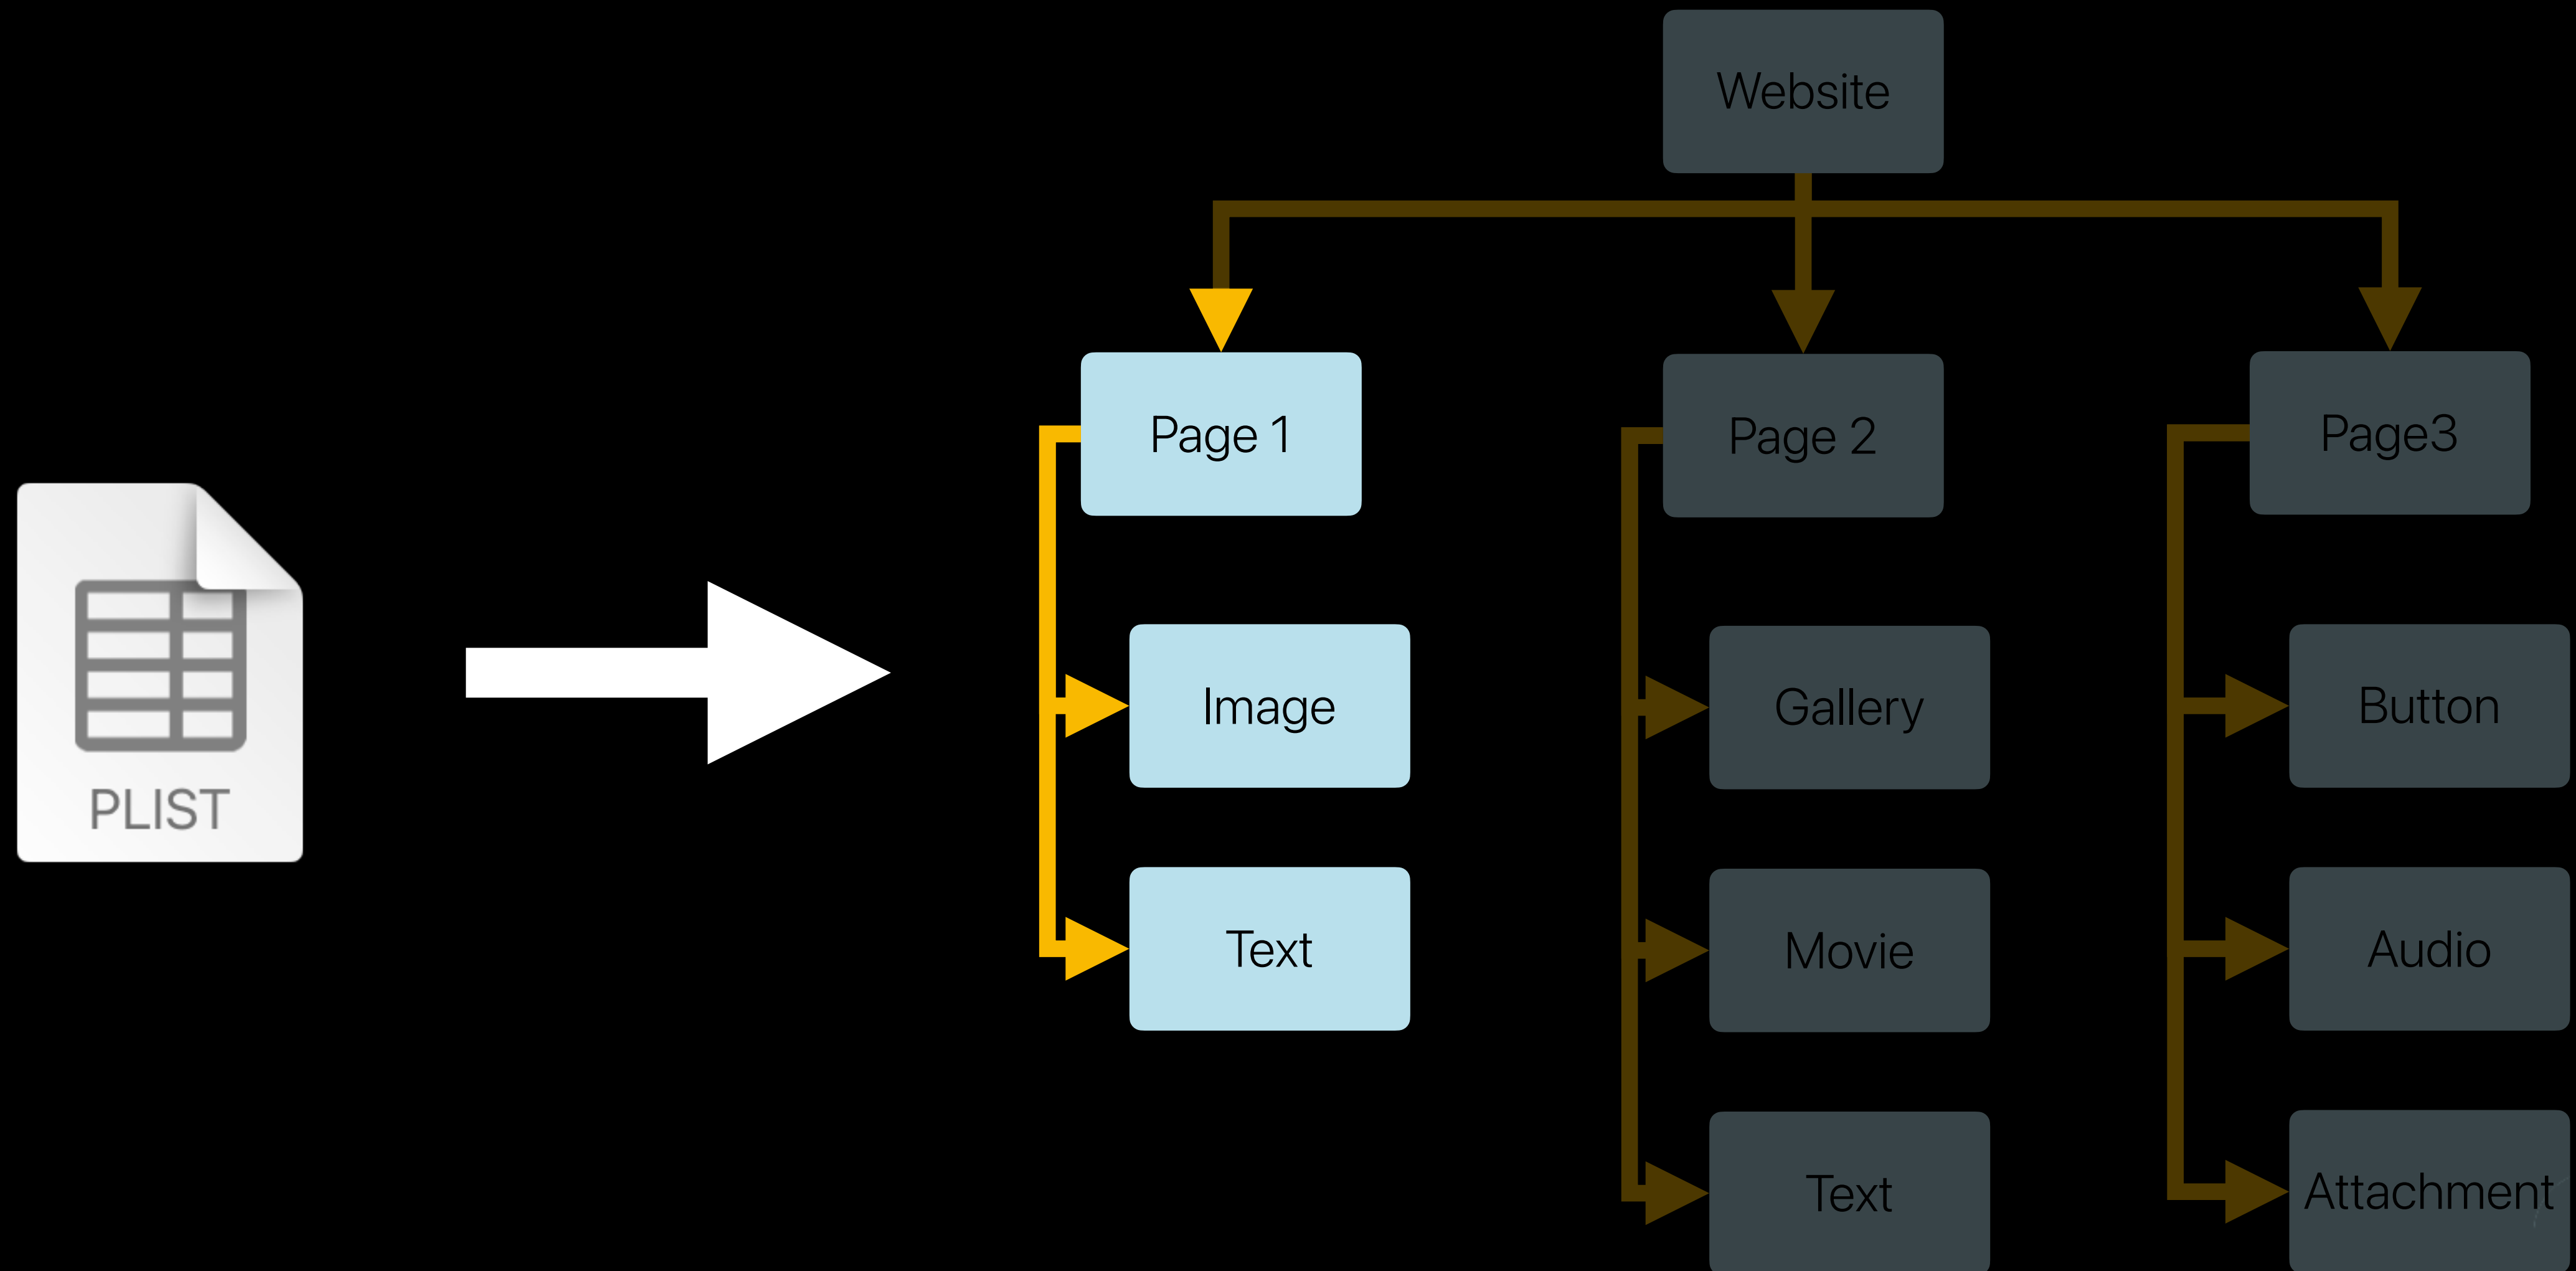 Website
Page 1
Page 2
Page3
PLIST
Image
Gallery
Button
Text
Movie
Audio
Text
Attachment